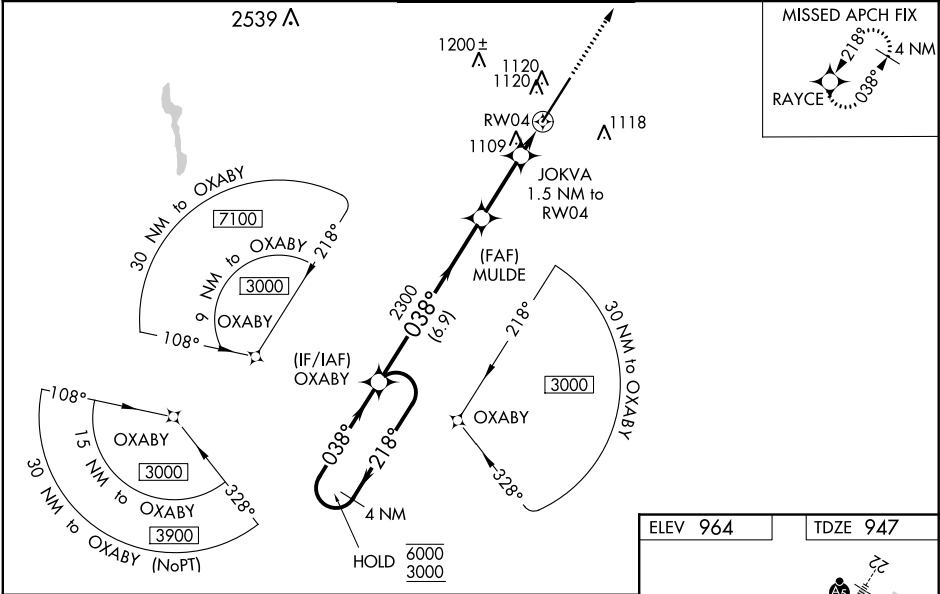 2539
MISSED APCH FIX
218°
4 NM
038°
RAYCE
1200 ±
1120
1120
RW04
1118
1109
JOKVA
1.5 NM to
RW04
30 NM to OXABY
7100
218°
9 NM to OXABY
3000
OXABY
108°
(FAF)
MULDE
2300
038°
(6.9)
30 NM to OXABY
218°
3000
OXABY
328°
(IF/IAF)
OXABY
108°
OXABY
15 NM to OXABY
3000
328°
30 NM to OXABY (NoPT)
3900
038°
218°
4 NM
HOLD
6000
3000
ELEV 964
TDZE 947
22
A5